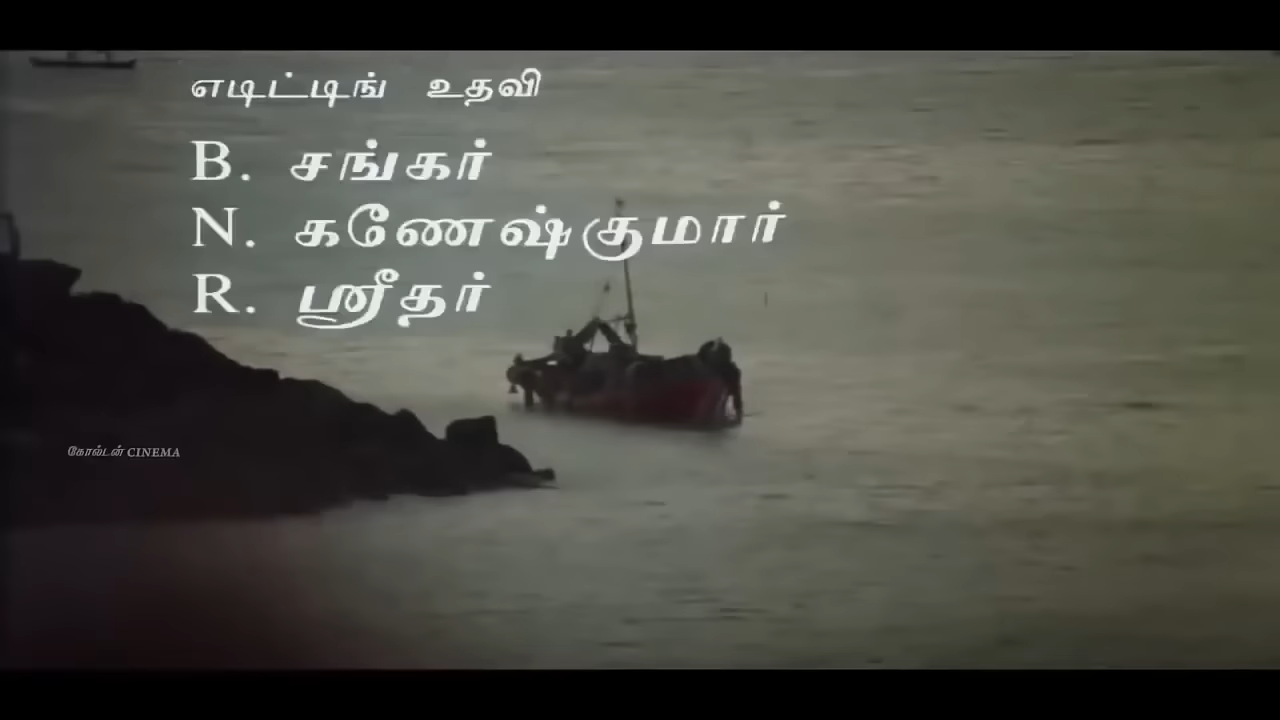 எடிட்டிங் உதவி
B. சங்கர்
N. கணேஷ்குமார்
R. ஸ்ரீதர்
கோல்டன் CINEMA